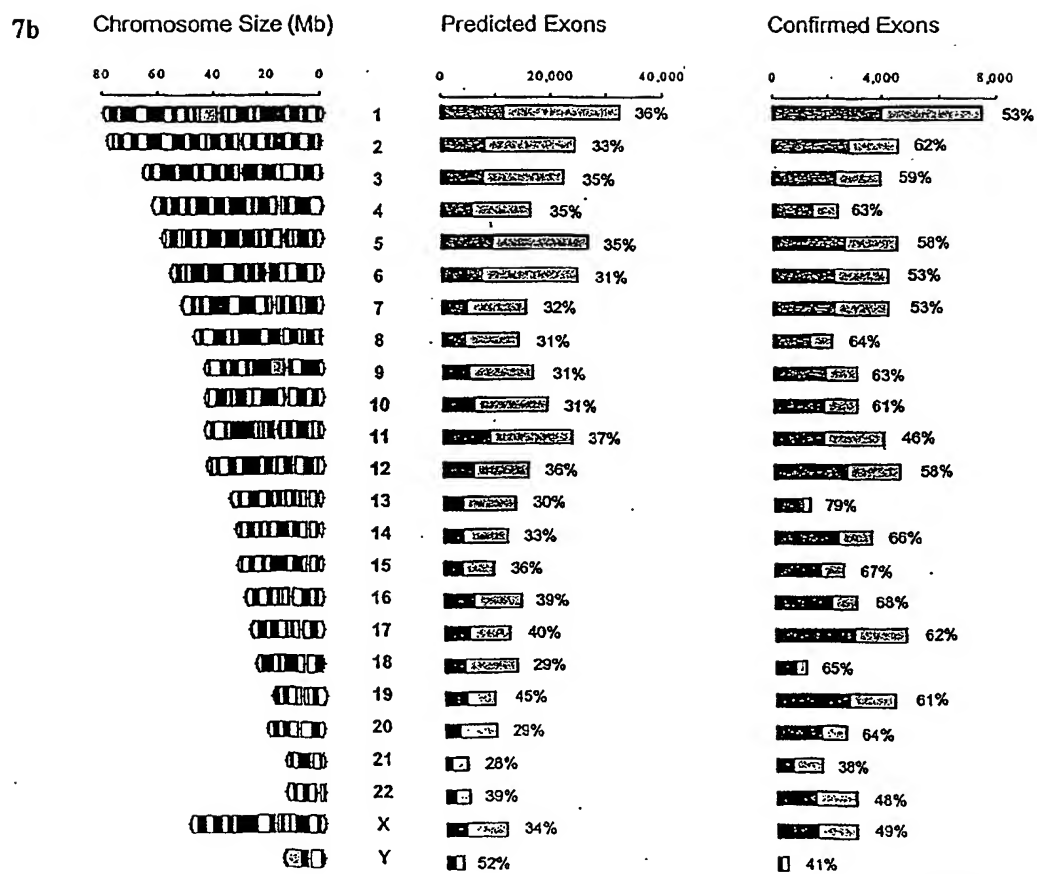 7b Chromosome Size (Mb) Predicted Exons Confirmed Exons
80 60 40 20 0 0 20,000 40,000 0 4,000 8,000
1 36% 53%
2 33% 62%
3 35% 59%
4 35% 63%
5 35% 58%
6 31% 53%
7 32% 53%
8 31% 64%
9 31% 63%
10 31% 61%
11 37% 46%
12 36% 58%
13 30% 79%
14 33% 66%
15 36% 67%
16 39% 68%
17 40% 62%
18 29% 65%
19 45% 61%
20 29% 64%
21 28% 38%
22 39% 48%
X 34% 49%
Y 52% 41%